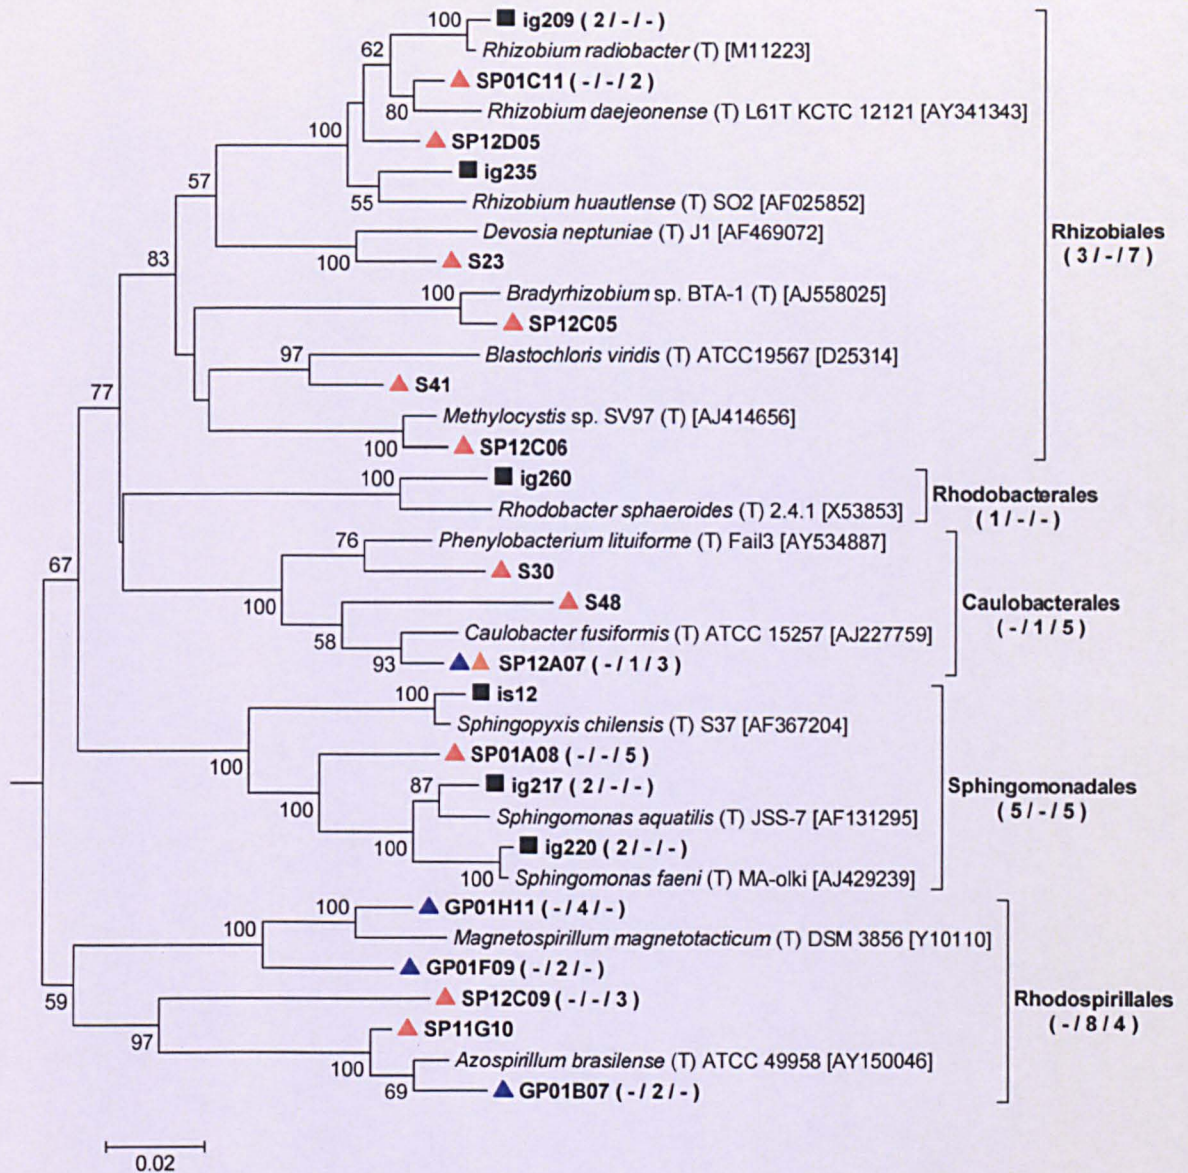 100
ig209 ( 2 / - / - )
Rhizobium radiobacter (T) [M11223]
62
SP01C11 ( - / - / 2 )
80
Rhizobium daejeonense (T) L61T KCTC 12121 [AY341343]
100
SP12D05
ig235
57
55
Rhizobium huautlense (T) SO2 [AF025852]
Devosia neptuniae (T) J1 [AF469072]
Rhizobiales
( 3 / - / 7 )
83
100
S23
100
Bradyrhizobium sp. BTA-1 (T) [AJ558025]
SP12C05
97
Blastochloris viridis (T) ATCC19567 [D25314]
S41
77
Methylocystis sp. SV97 (T) [AJ414656]
100
SP12C06
100
ig260
Rhodobacter sphaeroides (T) 2.4.1 [X53853]
Rhodobacterales
( 1 / - / - )
76
Phenylobacterium lituiforme (T) Fail3 [AY534887]
67
S30
100
S48
Caulobacterales
( - / 1 / 5 )
58
Caulobacter fusiformis (T) ATCC 15257 [AJ227759]
93
SP12A07 ( - / 1 / 3 )
100
is12
Sphingopyxis chilensis (T) S37 [AF367204]
100
SP01A08 ( - / - / 5 )
87
ig217 ( 2 / - / - )
Sphingomonadales
( 5 / - / 5 )
100
Sphingomonas aquatilis (T) JSS-7 [AF131295]
100
ig220 ( 2 / - / - )
100
Sphingomonas faeni (T) MA-olki [AJ429239]
100
GP01H11 ( - / 4 / - )
100
Magnetospirillum magnetotacticum (T) DSM 3856 [Y10110]
GP01F09 ( - / 2 / - )
59
SP12C09 ( - / - / 3 )
Rhodospirillales
( - / 8 / 4 )
97
SP11G10
100
Azospirillum brasilense (T) ATCC 49958 [AY150046]
69
GP01B07 ( - / 2 / - )
0.02